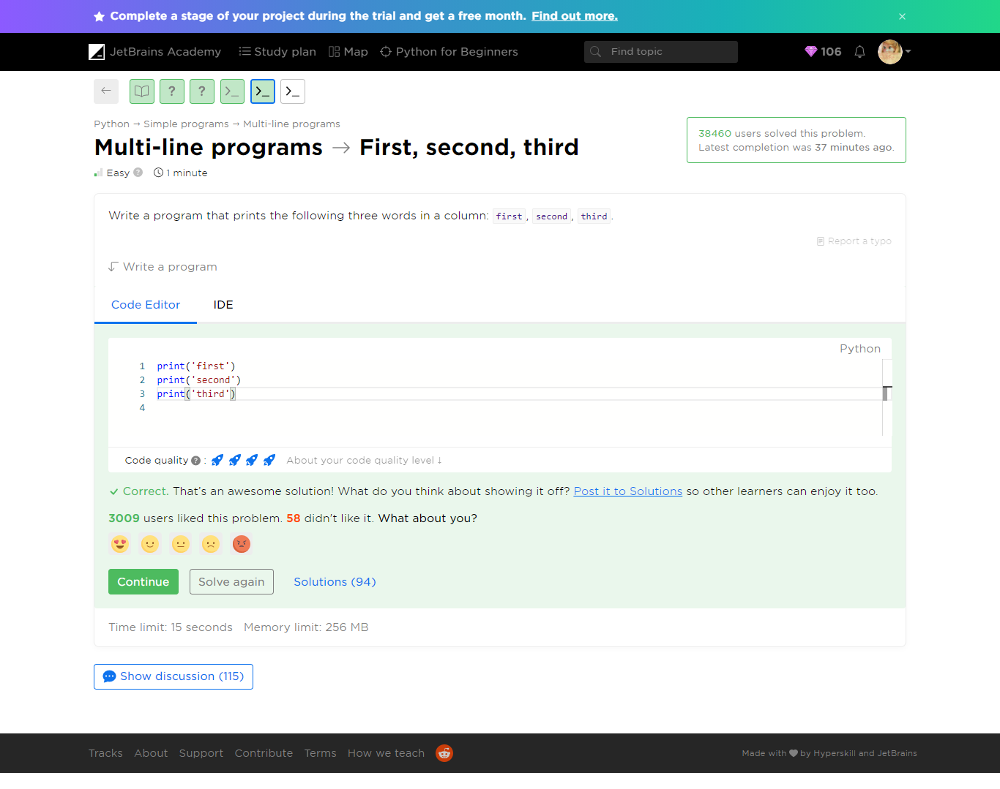 Complete a stage of your project during the trial and get a free month. Find out more. ×
JetBrains Academy Study plan Map Python for Beginners Find topic 106
? ? >_ >_ >_
Python → Simple programs → Multi-line programs
Multi-line programs → First, second, third
38460 users solved this problem.
Latest completion was 37 minutes ago.
Easy ? 1 minute
Write a program that prints the following three words in a column: first, second, third.
Report a typo
Write a program
Code Editor IDE
Python
1 print('first')
2 print('second')
3 print('third')
4
Code quality ? : About your code quality level ↓
✓ Correct. That's an awesome solution! What do you think about showing it off? Post it to Solutions so other learners can enjoy it too.
3009 users liked this problem. 58 didn't like it. What about you?
Continue Solve again Solutions (94)
Time limit: 15 seconds Memory limit: 256 MB
Show discussion (115)
Tracks About Support Contribute Terms How we teach Made with ♥ by Hyperskill and JetBrains